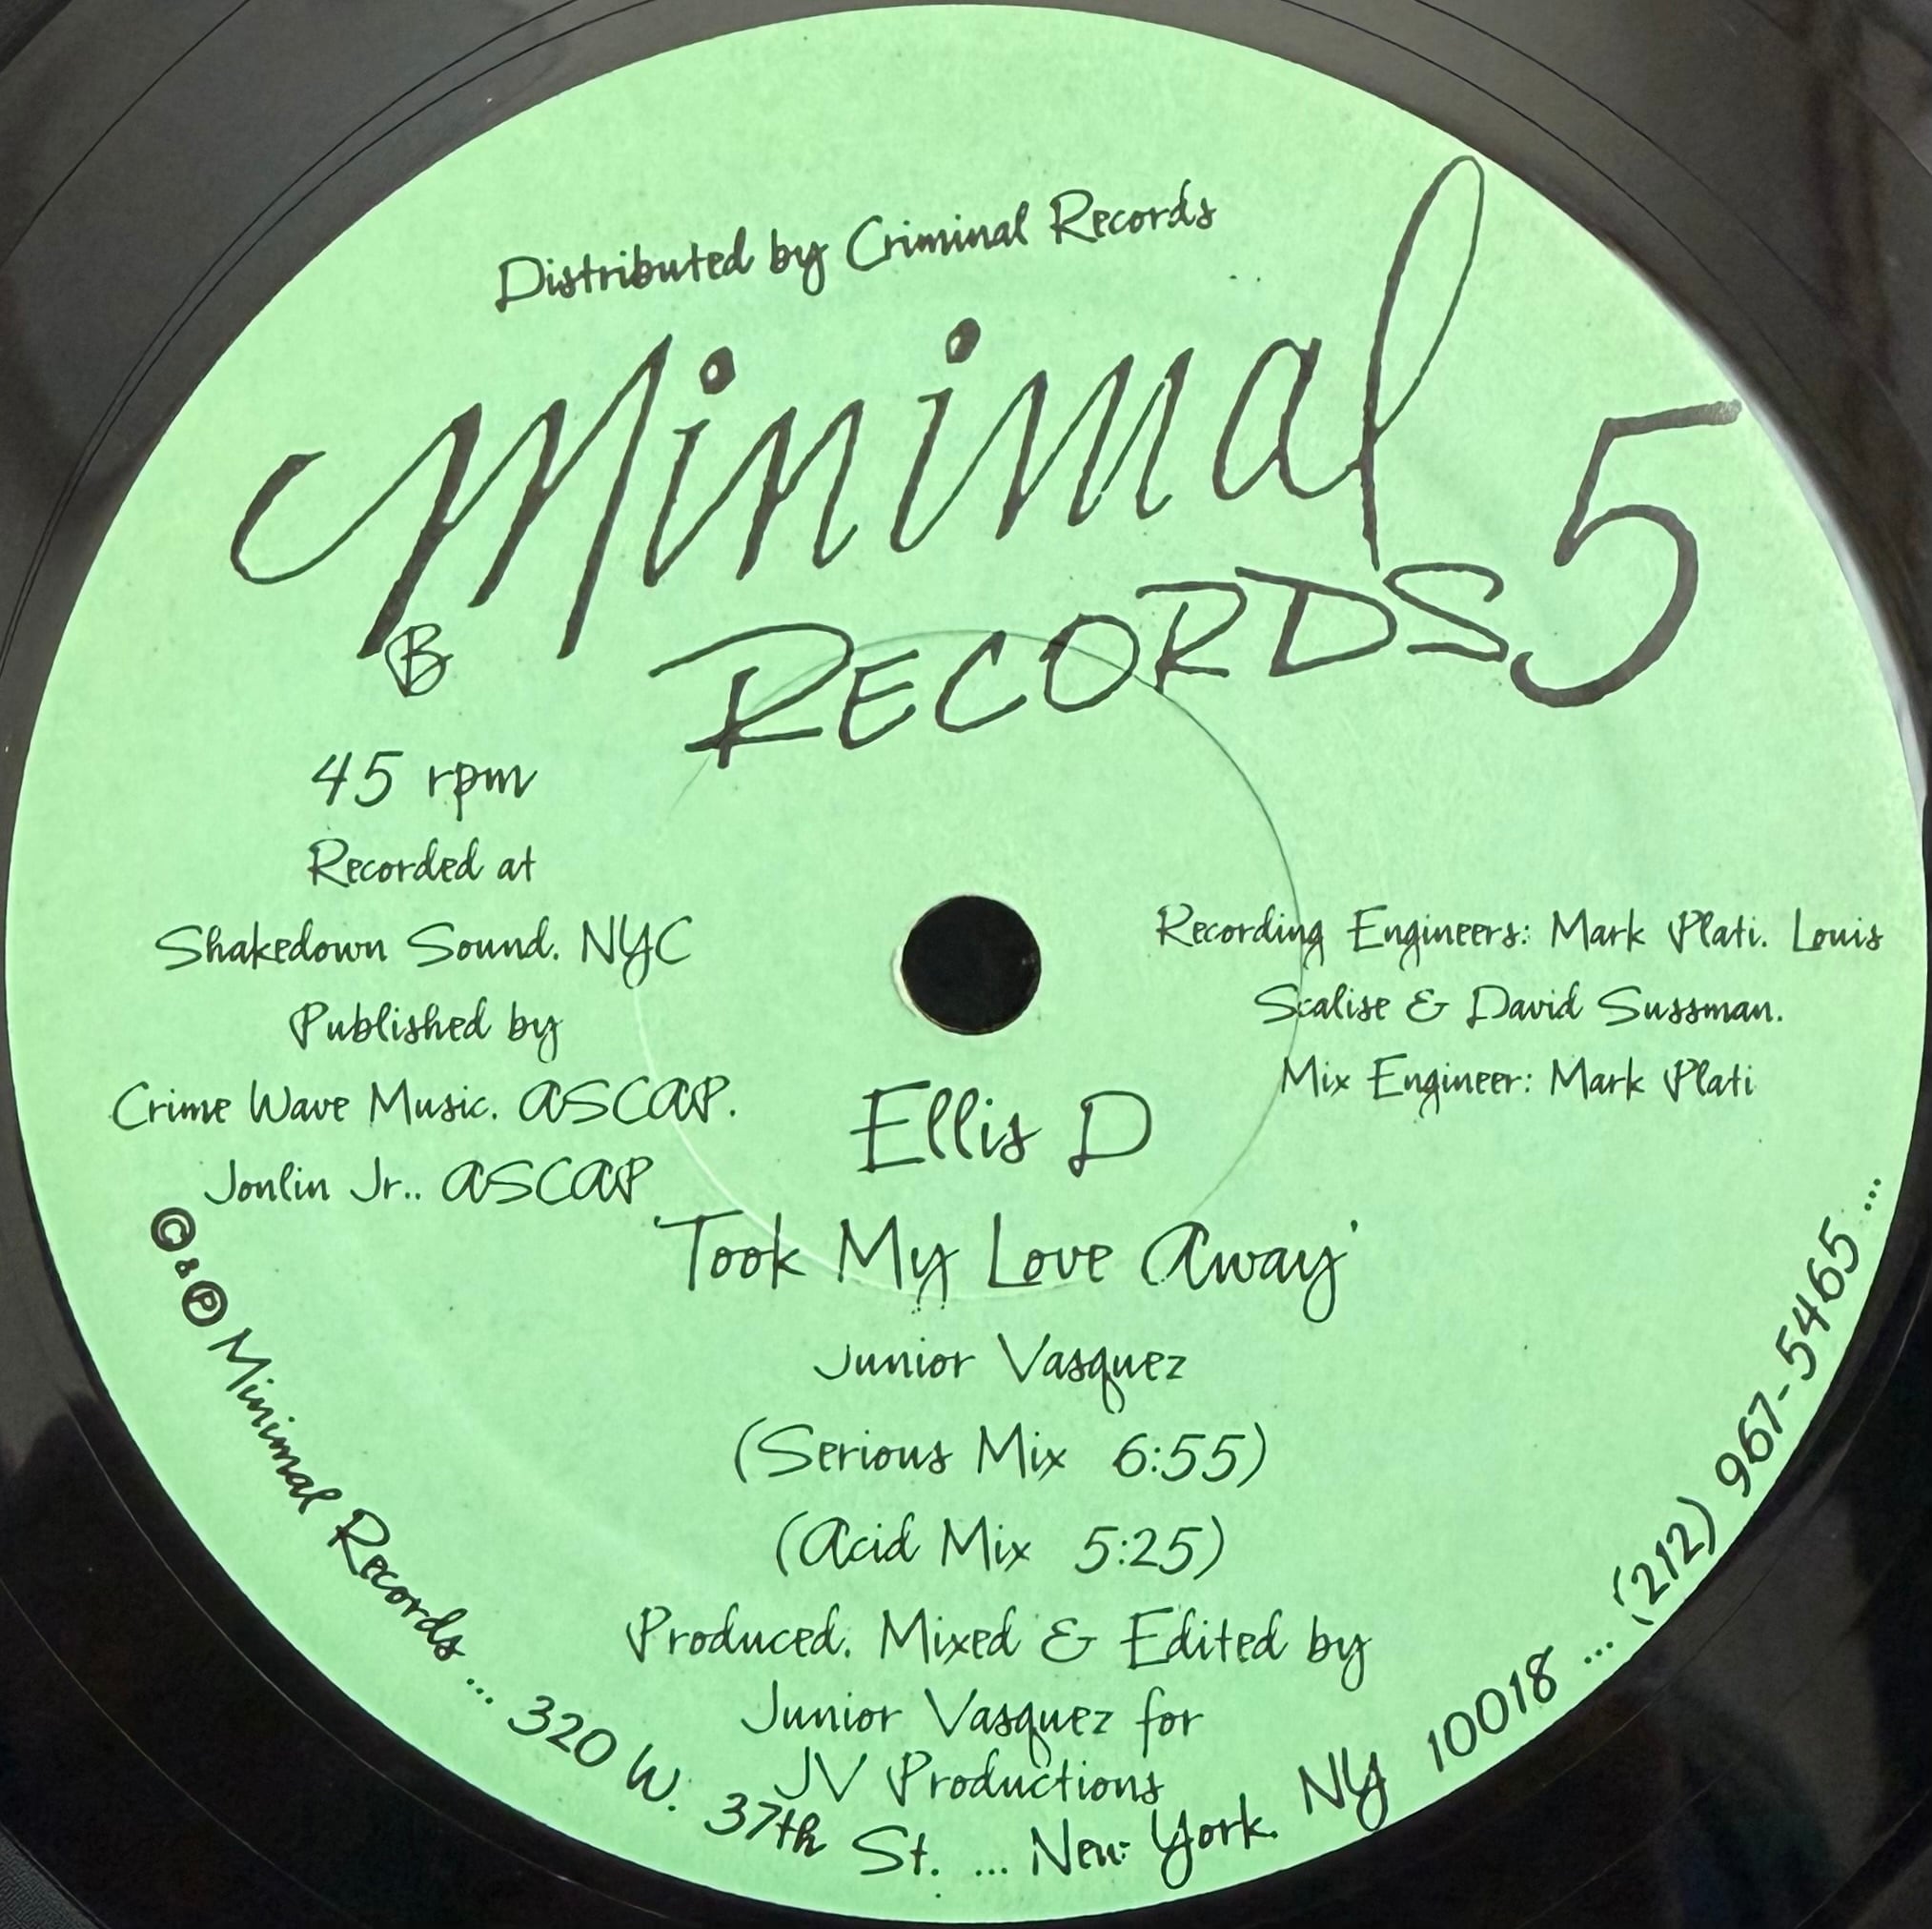 Distributed by Criminal Records
Minimal 5
RECORDS
B
45 rpm
Recorded at
Shakedown Sound, NYC
Published by
Crime Wave Music, ASCAP.
Jonlin Jr., ASCAP
Recording Engineers: Mark Plati, Louis
Scalise & David Sussman.
Mix Engineer: Mark Plati
Ellis D
'Took My Love Away'
Junior Vasquez
(Serious Mix 6:55)
(Acid Mix 5:25)
Produced, Mixed & Edited by
Junior Vasquez for
JV Productions
© & ℗ Minimal Records ... 320 W. 37th St. ... New York, NY 10018 ... (212) 967-5465 ...